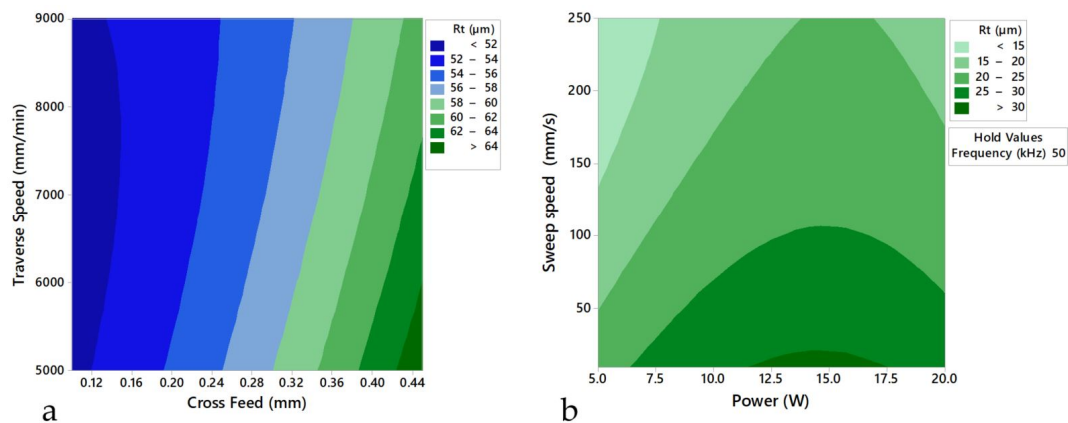 9000
8000
7000
6000
5000
Traverse Speed (mm/min)
0.12 0.16 0.20 0.24 0.28 0.32 0.36 0.40 0.44
Cross Feed (mm)
Rt (µm)
< 52
52 – 54
54 – 56
56 – 58
58 – 60
60 – 62
62 – 64
> 64
a
250
200
150
100
50
Sweep speed (mm/s)
5.0 7.5 10.0 12.5 15.0 17.5 20.0
Power (W)
Rt (µm)
< 15
15 – 20
20 – 25
25 – 30
> 30
Hold Values
Frequency (kHz) 50
b